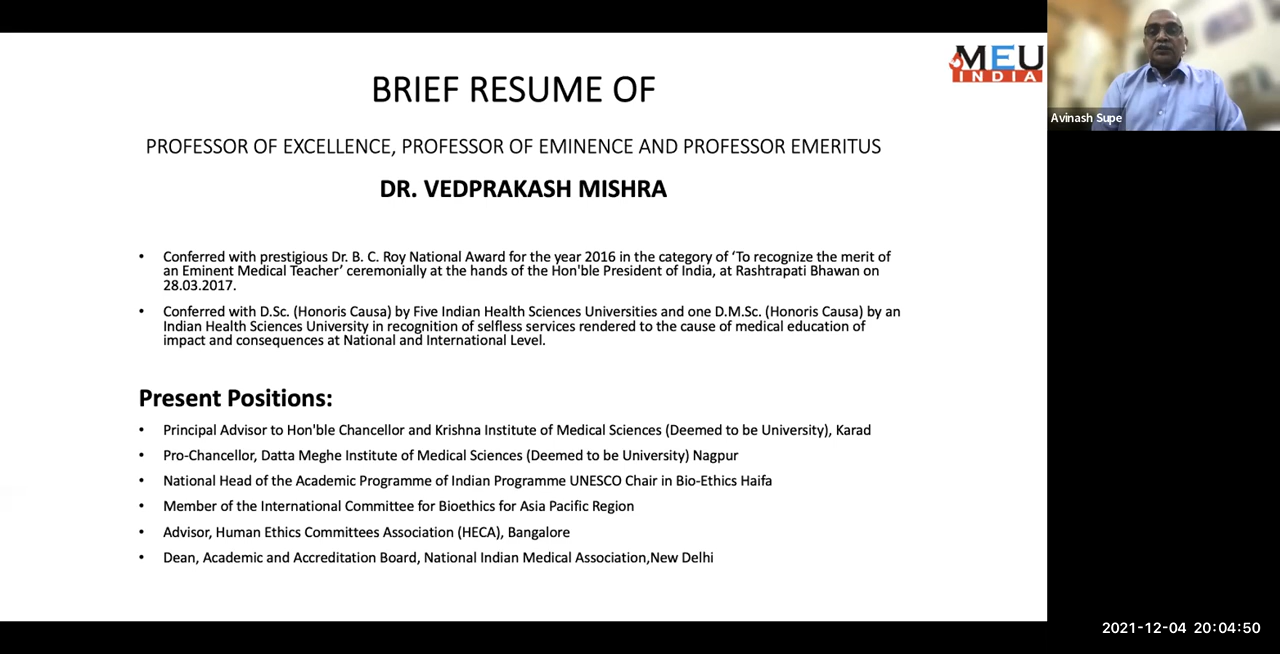 MEU
INDIA
BRIEF RESUME OF
PROFESSOR OF EXCELLENCE, PROFESSOR OF EMINENCE AND PROFESSOR EMERITUS
DR. VEDPRAKASH MISHRA
• Conferred with prestigious Dr. B. C. Roy National Award for the year 2016 in the category of ‘To recognize the merit of
an Eminent Medical Teacher’ ceremonially at the hands of the Hon'ble President of India, at Rashtrapati Bhawan on
28.03.2017.
• Conferred with D.Sc. (Honoris Causa) by Five Indian Health Sciences Universities and one D.M.Sc. (Honoris Causa) by an
Indian Health Sciences University in recognition of selfless services rendered to the cause of medical education of
impact and consequences at National and International Level.
Present Positions:
• Principal Advisor to Hon'ble Chancellor and Krishna Institute of Medical Sciences (Deemed to be University), Karad
• Pro-Chancellor, Datta Meghe Institute of Medical Sciences (Deemed to be University) Nagpur
• National Head of the Academic Programme of Indian Programme UNESCO Chair in Bio-Ethics Haifa
• Member of the International Committee for Bioethics for Asia Pacific Region
• Advisor, Human Ethics Committees Association (HECA), Bangalore
• Dean, Academic and Accreditation Board, National Indian Medical Association,New Delhi
Avinash Supe
2021-12-04 20:04:50